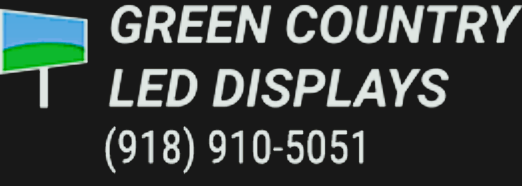 GREEN COUNTRY
LED DISPLAYS
(918) 910-5051